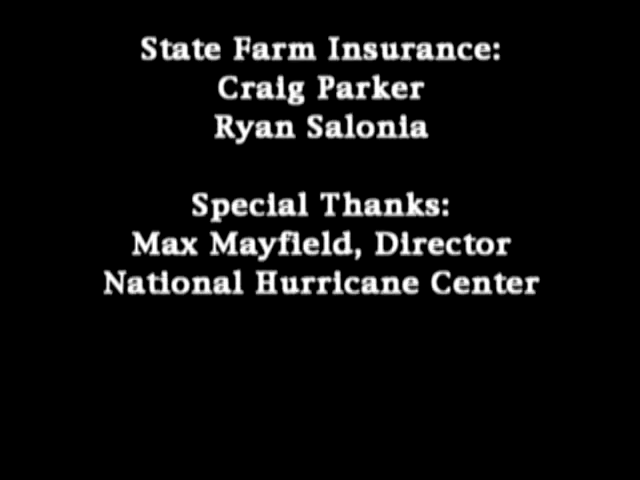 State Farm Insurance:
Craig Parker
Ryan Salonia
Special Thanks:
Max Mayfield, Director
National Hurricane Center